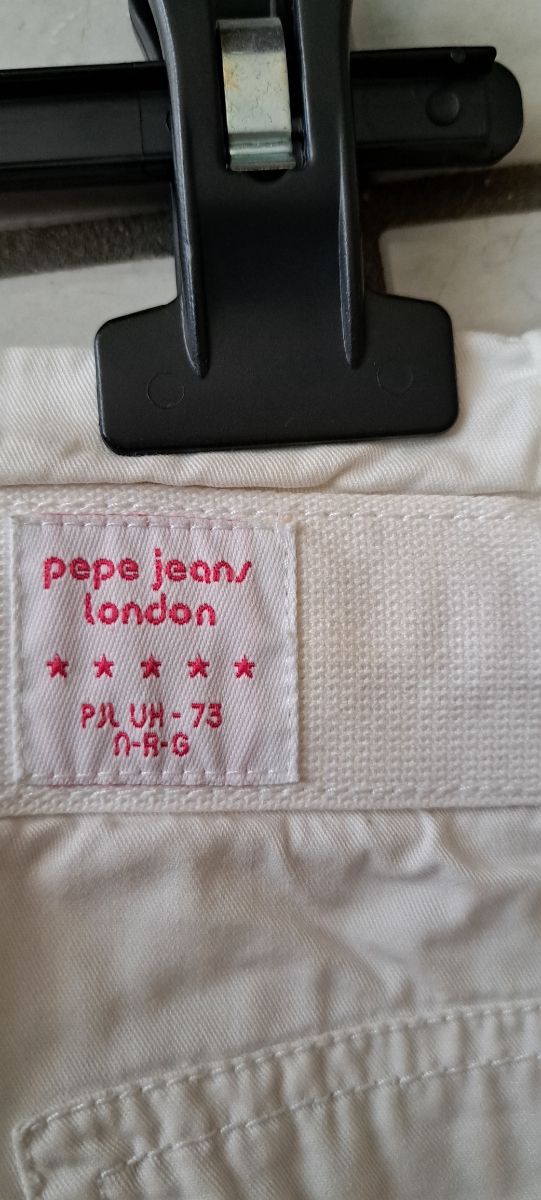 pepe jeans
london
★ ★ ★ ★ ★
PJL UH - 73
N-R-G